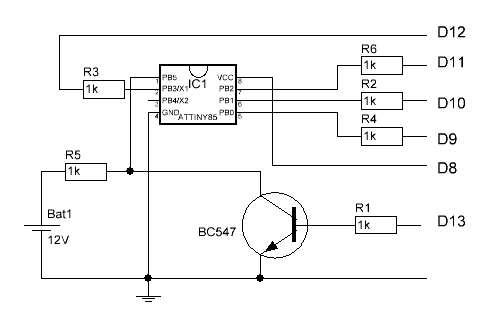 D12
R6
D11
1k
R3
1k
IC1
PB5 VCC
1 8
PB3/X1 PB2
2 7
PB4/X2 PB1
3 6
GND PB0
4 5
ATTINY85
R2
1k
D10
R4
1k
D9
D8
R5
1k
Bat1
12V
BC547
R1
1k
D13